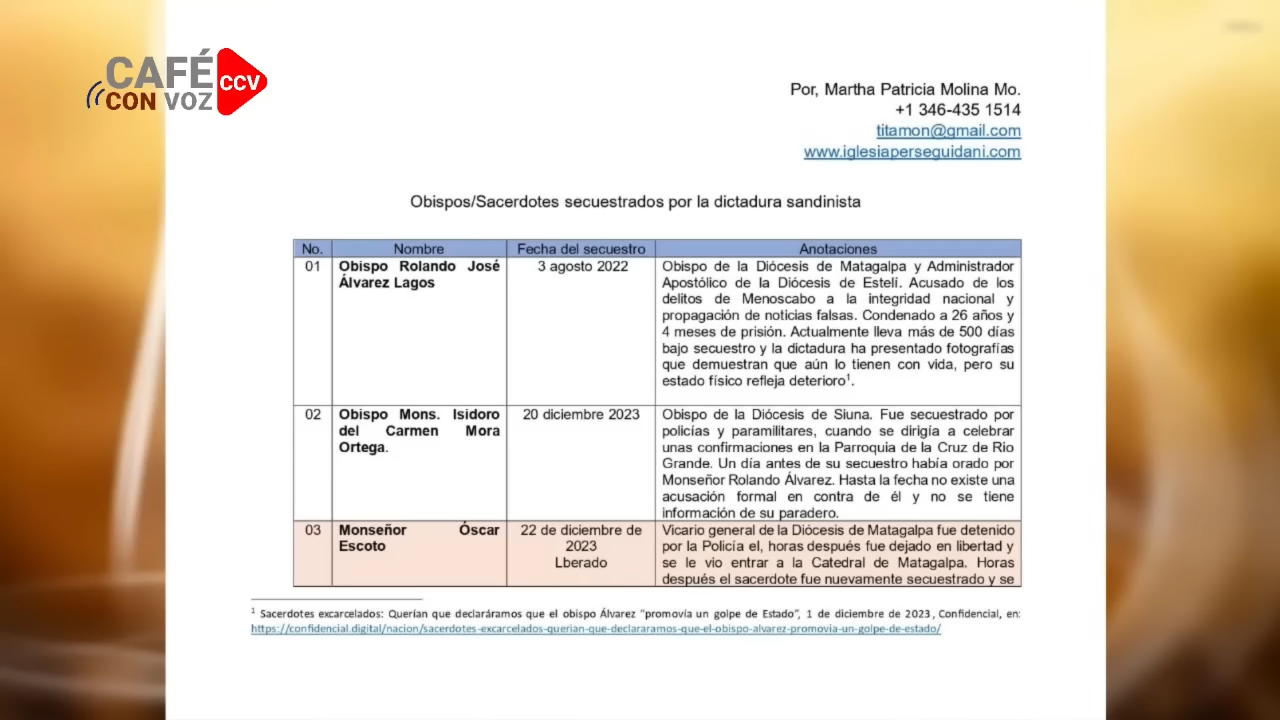 CAFÉ
CON VOZ
CCV
Por, Martha Patricia Molina Mo.
+1 346-435 1514
titamon@gmail.com
www.iglesiaperseguidani.com
Obispos/Sacerdotes secuestrados por la dictadura sandinista
No. Nombre Fecha del secuestro Anotaciones
01 Obispo Rolando José 3 agosto 2022 Obispo de la Diócesis de Matagalpa y Administrador
Álvarez Lagos Apostólico de la Diócesis de Estelí. Acusado de los
delitos de Menoscabo a la integridad nacional y
propagación de noticias falsas. Condenado a 26 años y
4 meses de prisión. Actualmente lleva más de 500 días
bajo secuestro y la dictadura ha presentado fotografías
que demuestran que aún lo tienen con vida, pero su
estado físico refleja deterioro¹.
02 Obispo Mons. Isidoro 20 diciembre 2023 Obispo de la Diócesis de Siuna. Fue secuestrado por
del Carmen Mora policías y paramilitares, cuando se dirigía a celebrar
Ortega. unas confirmaciones en la Parroquia de la Cruz de Rio
Grande. Un día antes de su secuestro había orado por
Monseñor Rolando Álvarez. Hasta la fecha no existe una
acusación formal en contra de él y no se tiene
información de su paradero.
03 Monseñor Óscar 22 de diciembre de Vicario general de la Diócesis de Matagalpa fue detenido
Escoto 2023 por la Policía el, horas después fue dejado en libertad y
Lberado se le vio entrar a la Catedral de Matagalpa. Horas
después el sacerdote fue nuevamente secuestrado y se
¹ Sacerdotes excarcelados: Querían que declaráramos que el obispo Álvarez "promovía un golpe de Estado", 1 de diciembre de 2023, Confidencial, en:
https://confidencial.digital/nacion/sacerdotes-excarcelados-querian-que-declararamos-que-el-obispo-alvarez-promovia-un-golpe-de-estado/